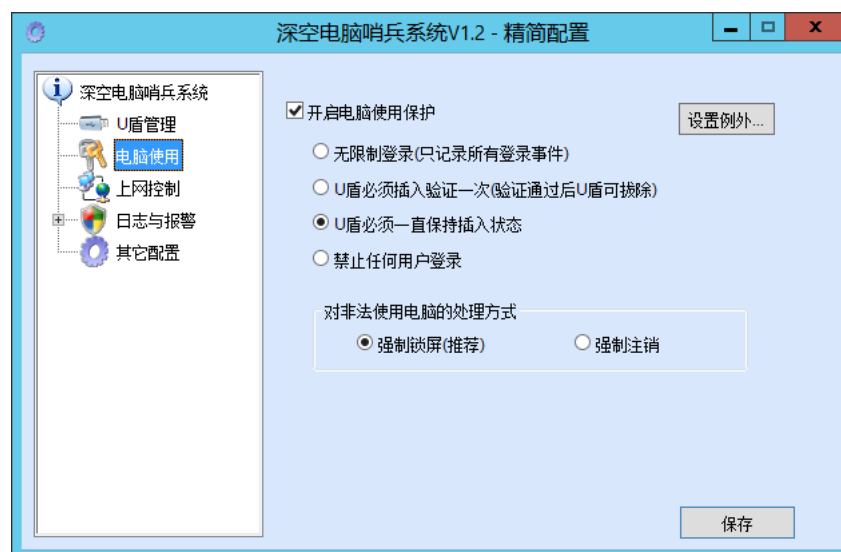 深空电脑哨兵系统V1.2 - 精简配置
深空电脑哨兵系统
U盾管理
电脑使用
上网控制
日志与报警
其它配置
开启电脑使用保护
设置例外...
无限制登录(只记录所有登录事件)
U盾必须插入验证一次(验证通过后U盾可拔除)
U盾必须一直保持插入状态
禁止任何用户登录
对非法使用电脑的处理方式
强制锁屏(推荐)
强制注销
保存